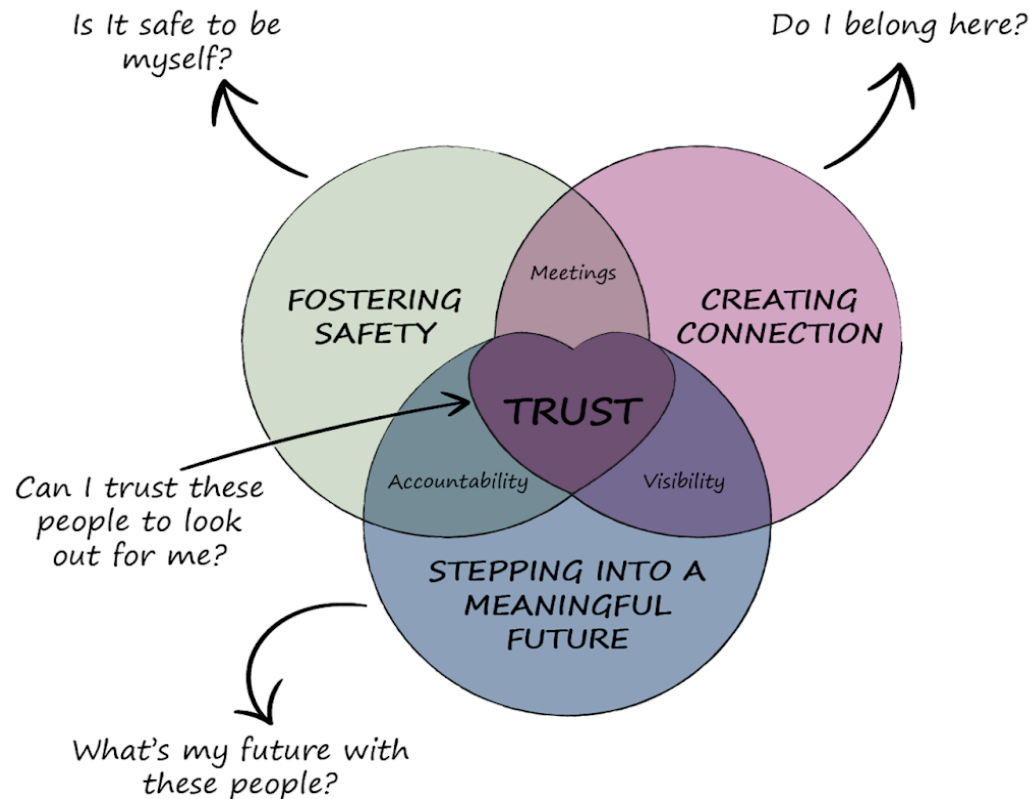 Is It safe to be
myself?
Do I belong here?
Meetings
FOSTERING
SAFETY
CREATING
CONNECTION
TRUST
Accountability
Visibility
Can I trust these
people to look
out for me?
STEPPING INTO A
MEANINGFUL
FUTURE
What's my future with
these people?